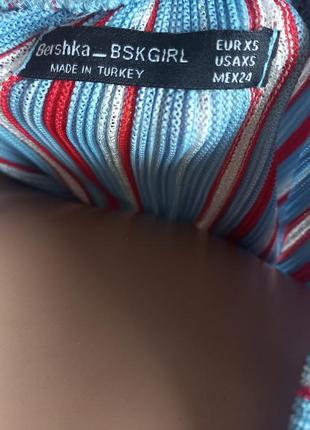 Bershka_BSKGIRL
MADE IN TURKEY
EUR XS
USA XS
MEX 24